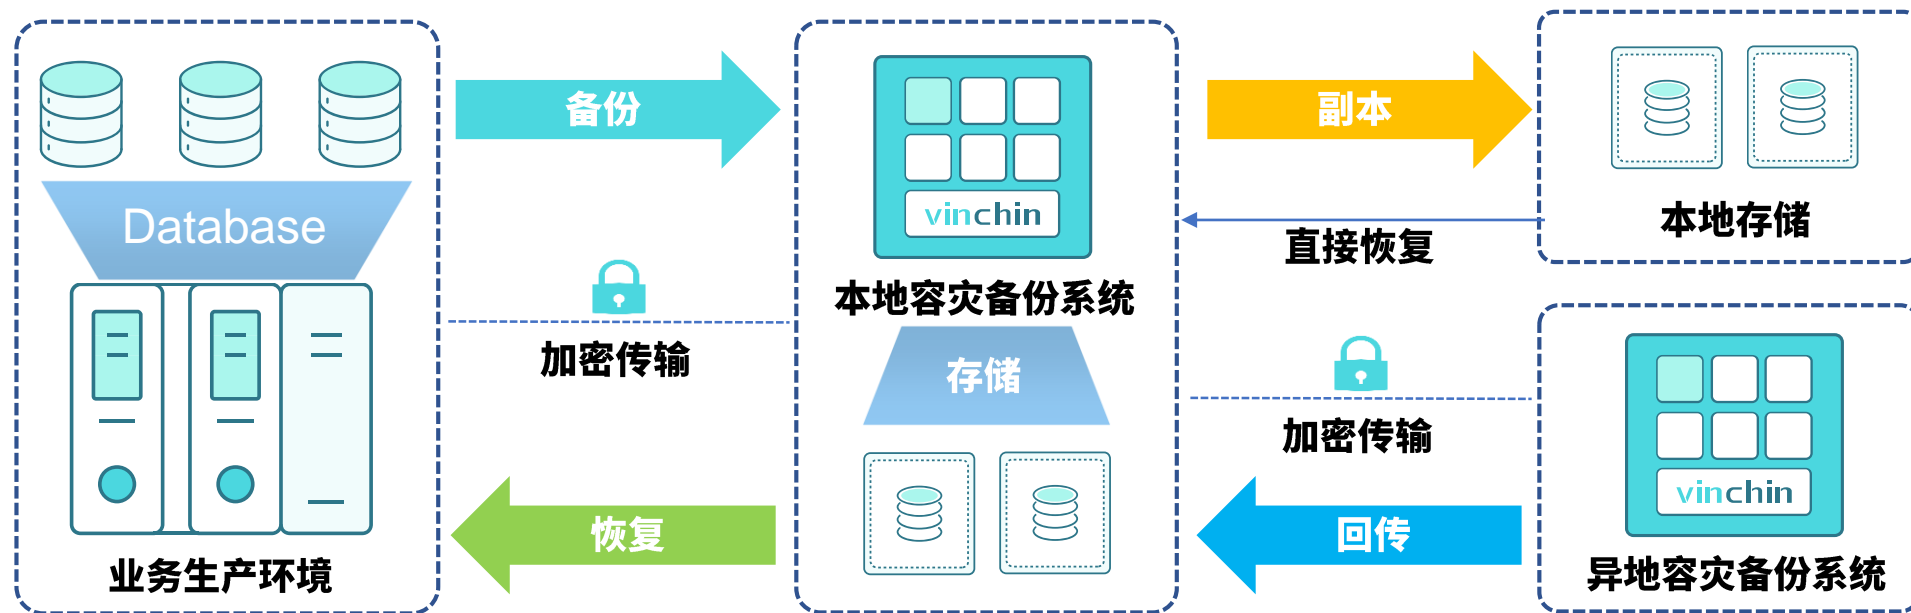 Database
业务生产环境
备份
加密传输
恢复
vinchin
本地容灾备份系统
存储
副本
直接恢复
加密传输
回传
本地存储
vinchin
异地容灾备份系统